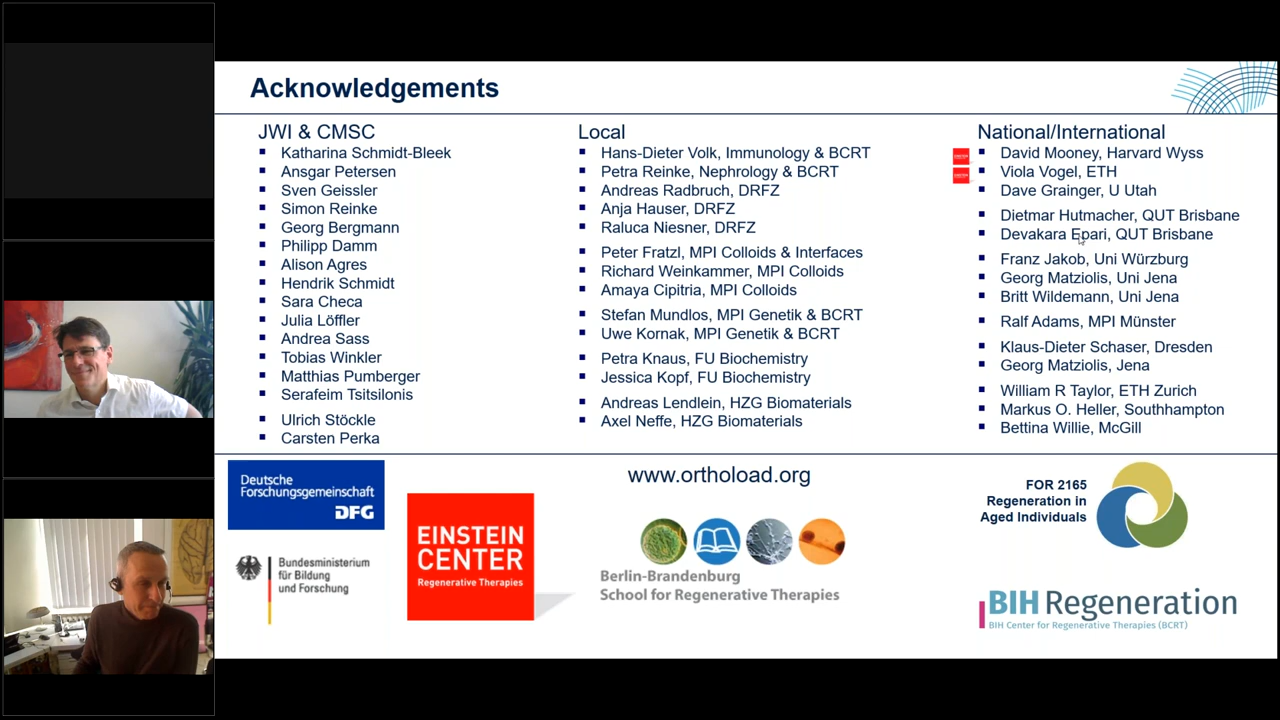 Acknowledgements
JWI & CMSC
Katharina Schmidt-Bleek
Ansgar Petersen
Sven Geissler
Simon Reinke
Georg Bergmann
Philipp Damm
Alison Agres
Hendrik Schmidt
Sara Checa
Julia Löffler
Andrea Sass
Tobias Winkler
Matthias Pumberger
Serafeim Tsitsilonis
Ulrich Stöckle
Carsten Perka
Local
Hans-Dieter Volk, Immunology & BCRT
Petra Reinke, Nephrology & BCRT
Andreas Radbruch, DRFZ
Anja Hauser, DRFZ
Raluca Niesner, DRFZ
Peter Fratzl, MPI Colloids & Interfaces
Richard Weinkammer, MPI Colloids
Amaya Cipitria, MPI Colloids
Stefan Mundlos, MPI Genetik & BCRT
Uwe Kornak, MPI Genetik & BCRT
Petra Knaus, FU Biochemistry
Jessica Kopf, FU Biochemistry
Andreas Lendlein, HZG Biomaterials
Axel Neffe, HZG Biomaterials
National/International
David Mooney, Harvard Wyss
Viola Vogel, ETH
Dave Grainger, U Utah
Dietmar Hutmacher, QUT Brisbane
Devakara Epari, QUT Brisbane
Franz Jakob, Uni Würzburg
Georg Matziolis, Uni Jena
Britt Wildemann, Uni Jena
Ralf Adams, MPI Münster
Klaus-Dieter Schaser, Dresden
Georg Matziolis, Jena
William R Taylor, ETH Zurich
Markus O. Heller, Southhampton
Bettina Willie, McGill
Deutsche
Forschungsgemeinschaft
DFG
Bundesministerium
für Bildung
und Forschung
EINSTEIN
CENTER
Regenerative Therapies
www.orthoload.org
Berlin-Brandenburg
School for Regenerative Therapies
FOR 2165
Regeneration in
Aged Individuals
BIH Regeneration
BIH Center for Regenerative Therapies (BCRT)